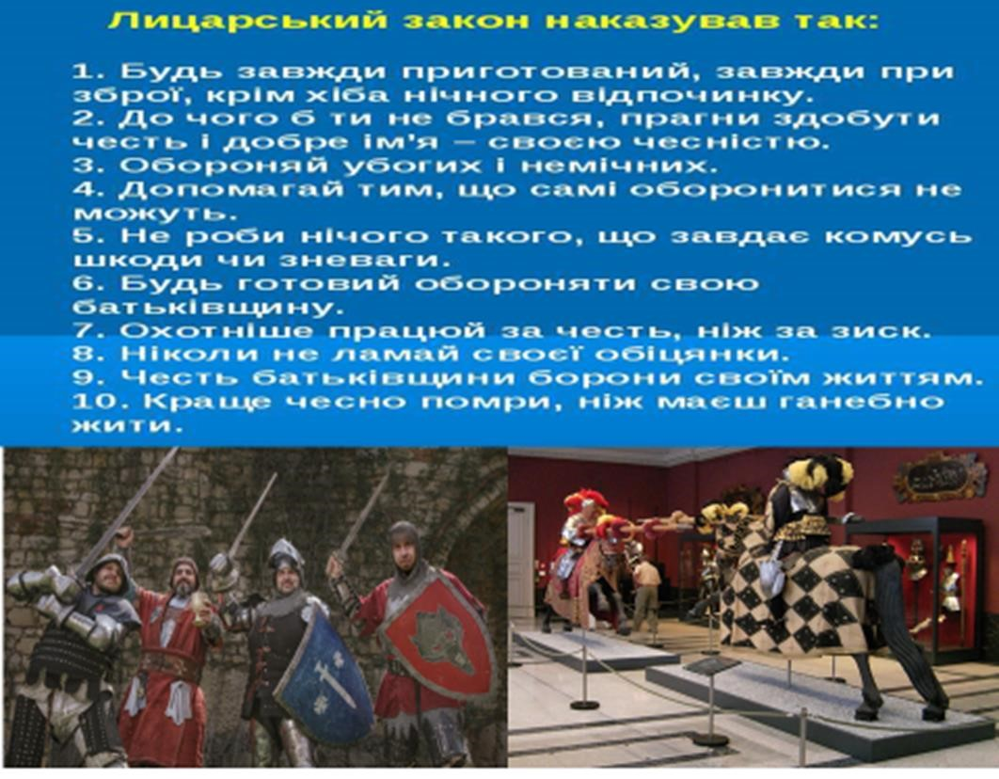 Лицарський закон наказував так:
1. Будь завжди приготований, завжди при
зброї, крім хіба нічного відпочинку.
2. До чого б ти не брався, прагни здобути
честь і добре ім'я – своєю чесністю.
3. Обороняй убогих і немічних.
4. Допомагай тим, що самі оборонитися не
можуть.
5. Не роби нічого такого, що завдає комусь
шкоди чи зневаги.
6. Будь готовий обороняти свою
батьківщину.
7. Охотніше працюй за честь, ніж за зиск.
8. Ніколи не ламай своєї обіцянки.
9. Честь батьківщини борони своїм життям.
10. Краще чесно помри, ніж маєш ганебно
жити.